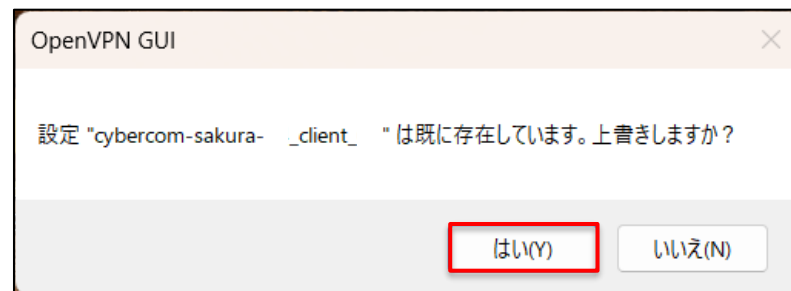 OpenVPN GUI
設定 "cybercom-sakura- _client_ " は既に存在しています。上書きしますか？
はい(Y) いいえ(N)